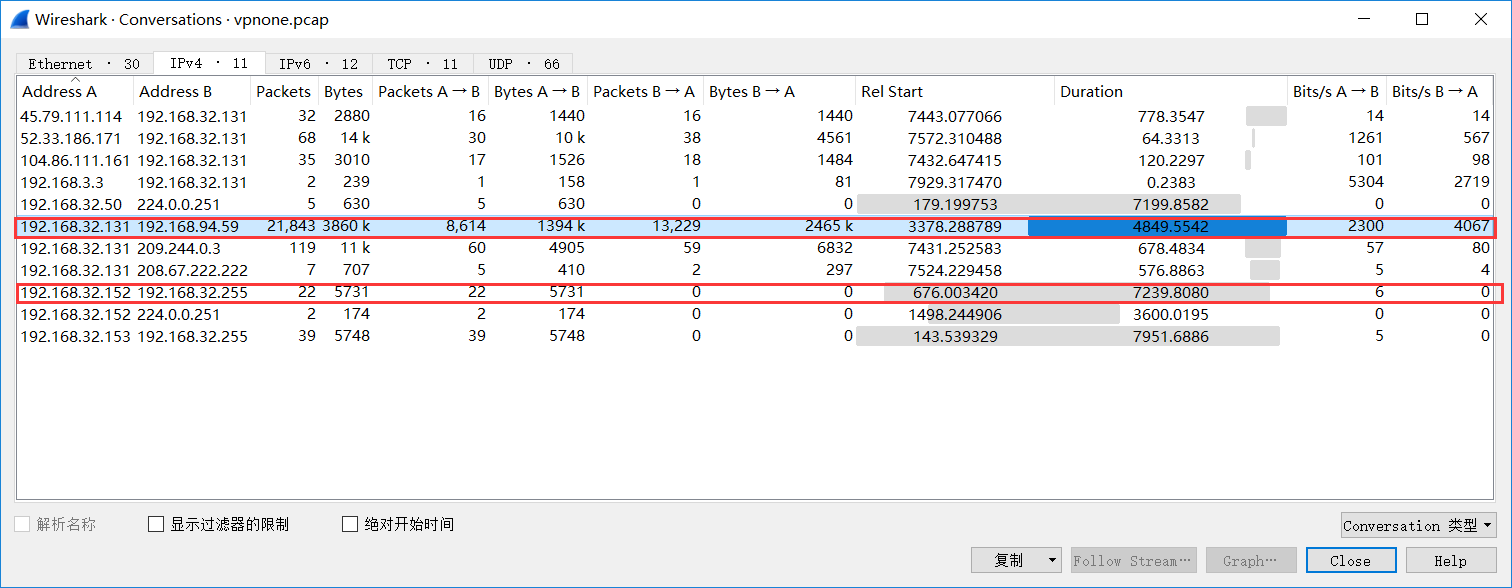 Wireshark · Conversations · vpnone.pcap
Ethernet · 30 IPv4 · 11 IPv6 · 12 TCP · 11 UDP · 66
Address A Address B Packets Bytes Packets A → B Bytes A → B Packets B → A Bytes B → A Rel Start Duration Bits/s A → B Bits/s B → A
45.79.111.114 192.168.32.131 32 2880 16 1440 16 1440 7443.077066 778.3547 14 14
52.33.186.171 192.168.32.131 68 14 k 30 10 k 38 4561 7572.310488 64.3313 1261 567
104.86.111.161 192.168.32.131 35 3010 17 1526 18 1484 7432.647415 120.2297 101 98
192.168.3.3 192.168.32.131 2 239 1 158 1 81 7929.317470 0.2383 5304 2719
192.168.32.50 224.0.0.251 5 630 5 630 0 0 179.199753 7199.8582 0 0
192.168.32.131 192.168.94.59 21,843 3860 k 8,614 1394 k 13,229 2465 k 3378.288789 4849.5542 2300 4067
192.168.32.131 209.244.0.3 119 11 k 60 4905 59 6832 7431.252583 678.4834 57 80
192.168.32.131 208.67.222.222 7 707 5 410 2 297 7524.229458 576.8863 5 4
192.168.32.152 192.168.32.255 22 5731 22 5731 0 0 676.003420 7239.8080 6 0
192.168.32.152 224.0.0.251 2 174 2 174 0 0 1498.244906 3600.0195 0 0
192.168.32.153 192.168.32.255 39 5748 39 5748 0 0 143.539329 7951.6886 5 0
解析名称 显示过滤器的限制 绝对开始时间
Conversation 类型
复制 Follow Stream… Graph… Close Help